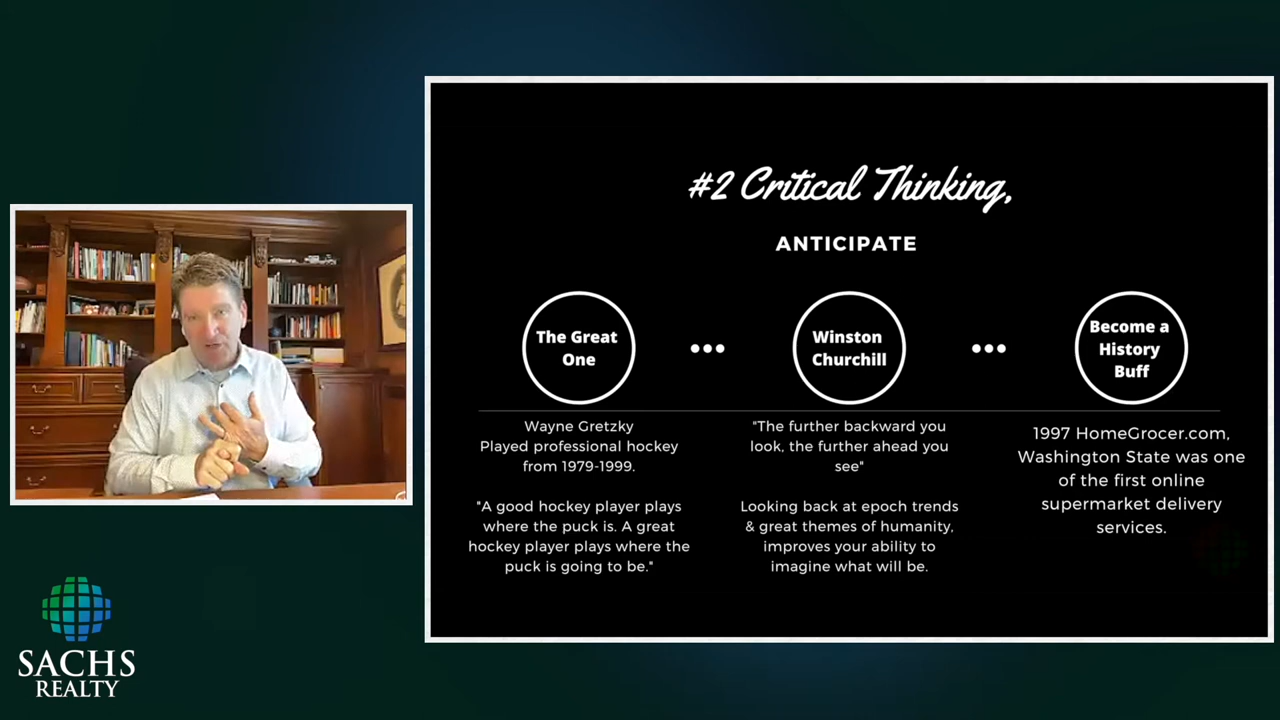 #2 Critical Thinking,
ANTICIPATE
The Great
One
Winston
Churchill
Become a
History
Buff
Wayne Gretzky
Played professional hockey
from 1979-1999.
"A good hockey player plays
where the puck is. A great
hockey player plays where the
puck is going to be."
"The further backward you
look, the further ahead you
see"
Looking back at epoch trends
& great themes of humanity,
improves your ability to
imagine what will be.
1997 HomeGrocer.com,
Washington State was one
of the first online
supermarket delivery
services.
SACHS
REALTY